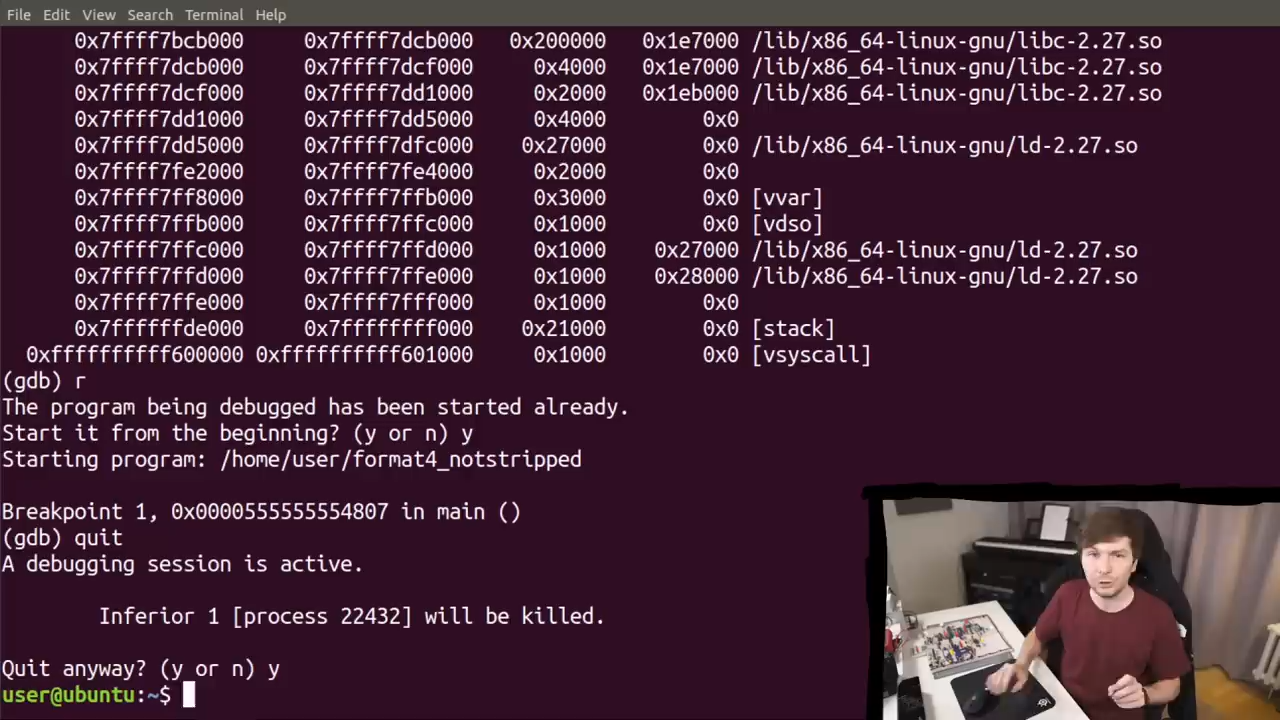 File Edit View Search Terminal Help
0x7ffff7bcb000 0x7ffff7dcb000 0x200000 0x1e7000 /lib/x86_64-linux-gnu/libc-2.27.so
0x7ffff7dcb000 0x7ffff7dcf000 0x4000 0x1e7000 /lib/x86_64-linux-gnu/libc-2.27.so
0x7ffff7dcf000 0x7ffff7dd1000 0x2000 0x1eb000 /lib/x86_64-linux-gnu/libc-2.27.so
0x7ffff7dd1000 0x7ffff7dd5000 0x4000 0x0
0x7ffff7dd5000 0x7ffff7dfc000 0x27000 0x0 /lib/x86_64-linux-gnu/ld-2.27.so
0x7ffff7fe2000 0x7ffff7fe4000 0x2000 0x0
0x7ffff7ff8000 0x7ffff7ffb000 0x3000 0x0 [vvar]
0x7ffff7ffb000 0x7ffff7ffc000 0x1000 0x0 [vdso]
0x7ffff7ffc000 0x7ffff7ffd000 0x1000 0x27000 /lib/x86_64-linux-gnu/ld-2.27.so
0x7ffff7ffd000 0x7ffff7ffe000 0x1000 0x28000 /lib/x86_64-linux-gnu/ld-2.27.so
0x7ffff7ffe000 0x7ffff7fff000 0x1000 0x0
0x7ffffffde000 0x7ffffffff000 0x21000 0x0 [stack]
0xffffffffff600000 0xffffffffff601000 0x1000 0x0 [vsyscall]
(gdb) r
The program being debugged has been started already.
Start it from the beginning? (y or n) y
Starting program: /home/user/format4_notstripped
Breakpoint 1, 0x0000555555554807 in main ()
(gdb) quit
A debugging session is active.
Inferior 1 [process 22432] will be killed.
Quit anyway? (y or n) y
user@ubuntu:~$